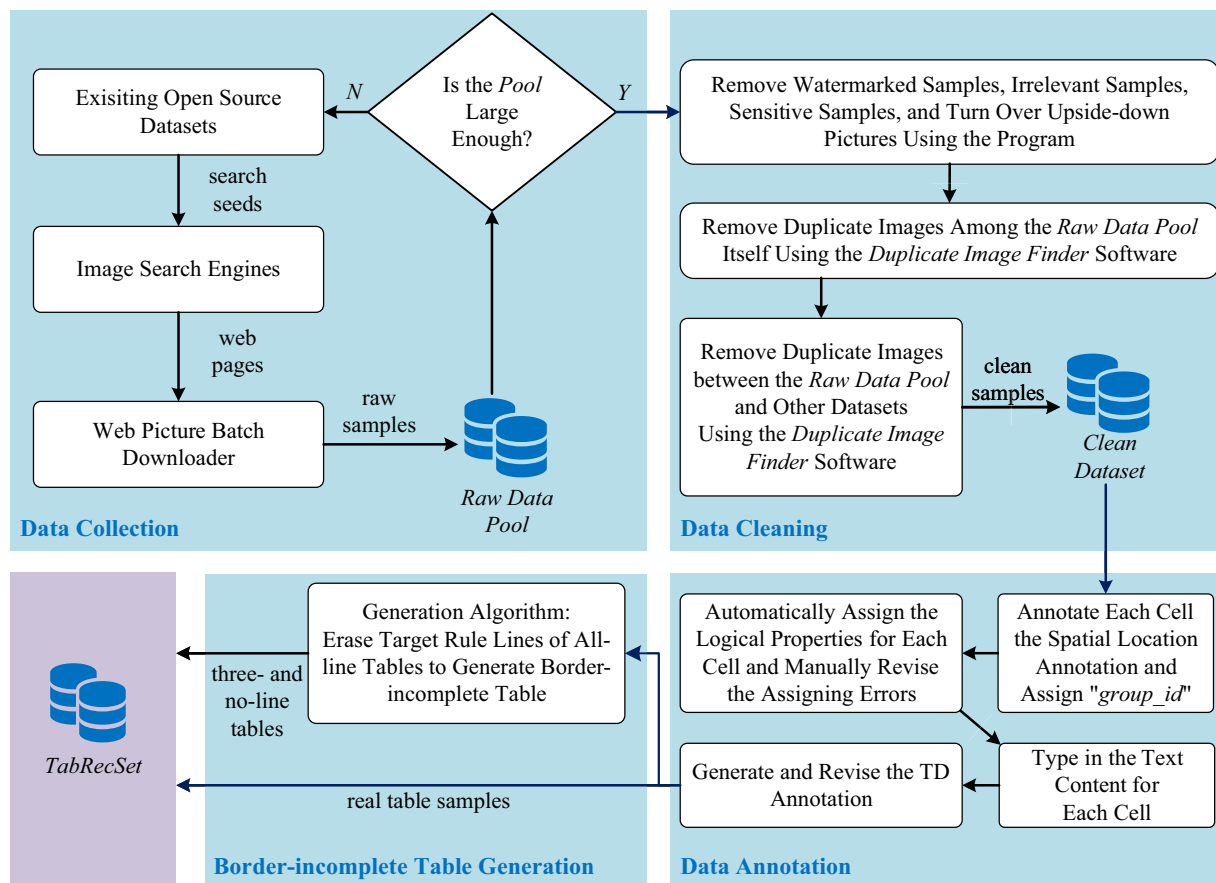 Exisiting Open Source
Datasets
N
Is the Pool
Large
Enough?
Y
search
seeds
Image Search Engines
web
pages
Web Picture Batch
Downloader
raw
samples
Raw Data
Pool
Data Collection
Remove Watermarked Samples, Irrelevant Samples,
Sensitive Samples, and Turn Over Upside-down
Pictures Using the Program
Remove Duplicate Images Among the Raw Data Pool
Itself Using the Duplicate Image Finder Software
Remove Duplicate Images
between the Raw Data Pool
and Other Datasets
Using the Duplicate Image
Finder Software
clean
samples
Clean
Dataset
Data Cleaning
Annotate Each Cell
the Spatial Location
Annotation and
Assign "group_id"
Automatically Assign the
Logical Properties for Each
Cell and Manually Revise
the Assigning Errors
Type in the Text
Content for
Each Cell
Generate and Revise the TD
Annotation
Data Annotation
Generation Algorithm:
Erase Target Rule Lines of All-
line Tables to Generate Border-
incomplete Table
three- and
no-line
tables
real table samples
Border-incomplete Table Generation
TabRecSet